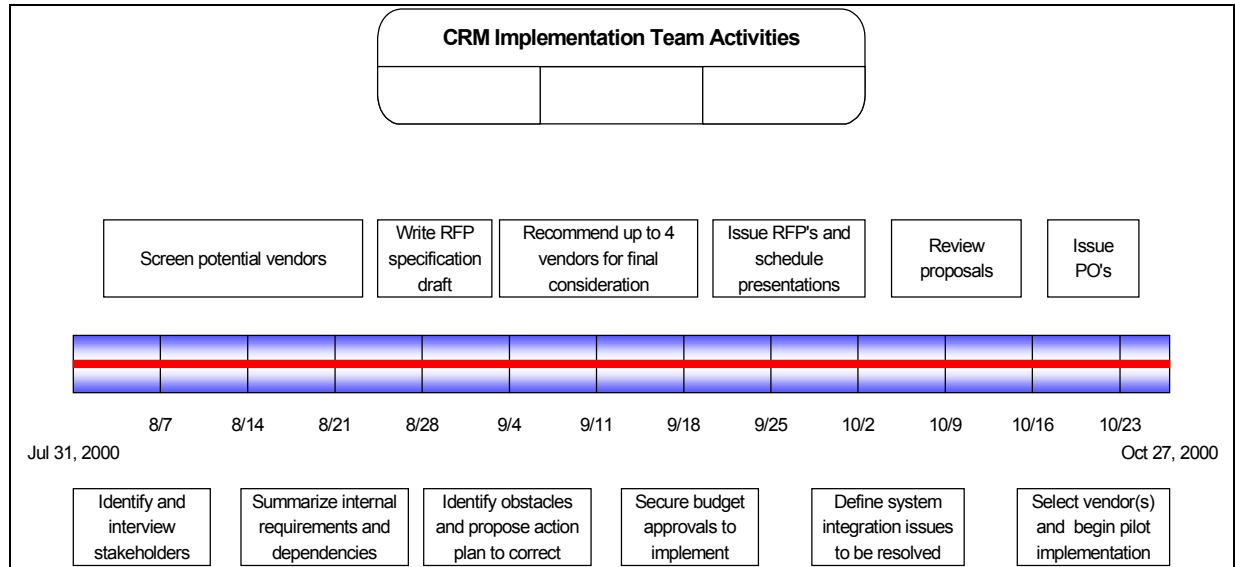 CRM Implementation Team Activities
Screen potential vendors
Write RFP
specification
draft
Recommend up to 4
vendors for final
consideration
Issue RFP's and
schedule
presentations
Review
proposals
Issue
PO's
8/7 8/14 8/21 8/28 9/4 9/11 9/18 9/25 10/2 10/9 10/16 10/23
Jul 31, 2000 Oct 27, 2000
Identify and
interview
stakeholders
Summarize internal
requirements and
dependencies
Identify obstacles
and propose action
plan to correct
Secure budget
approvals to
implement
Define system
integration issues
to be resolved
Select vendor(s)
and begin pilot
implementation